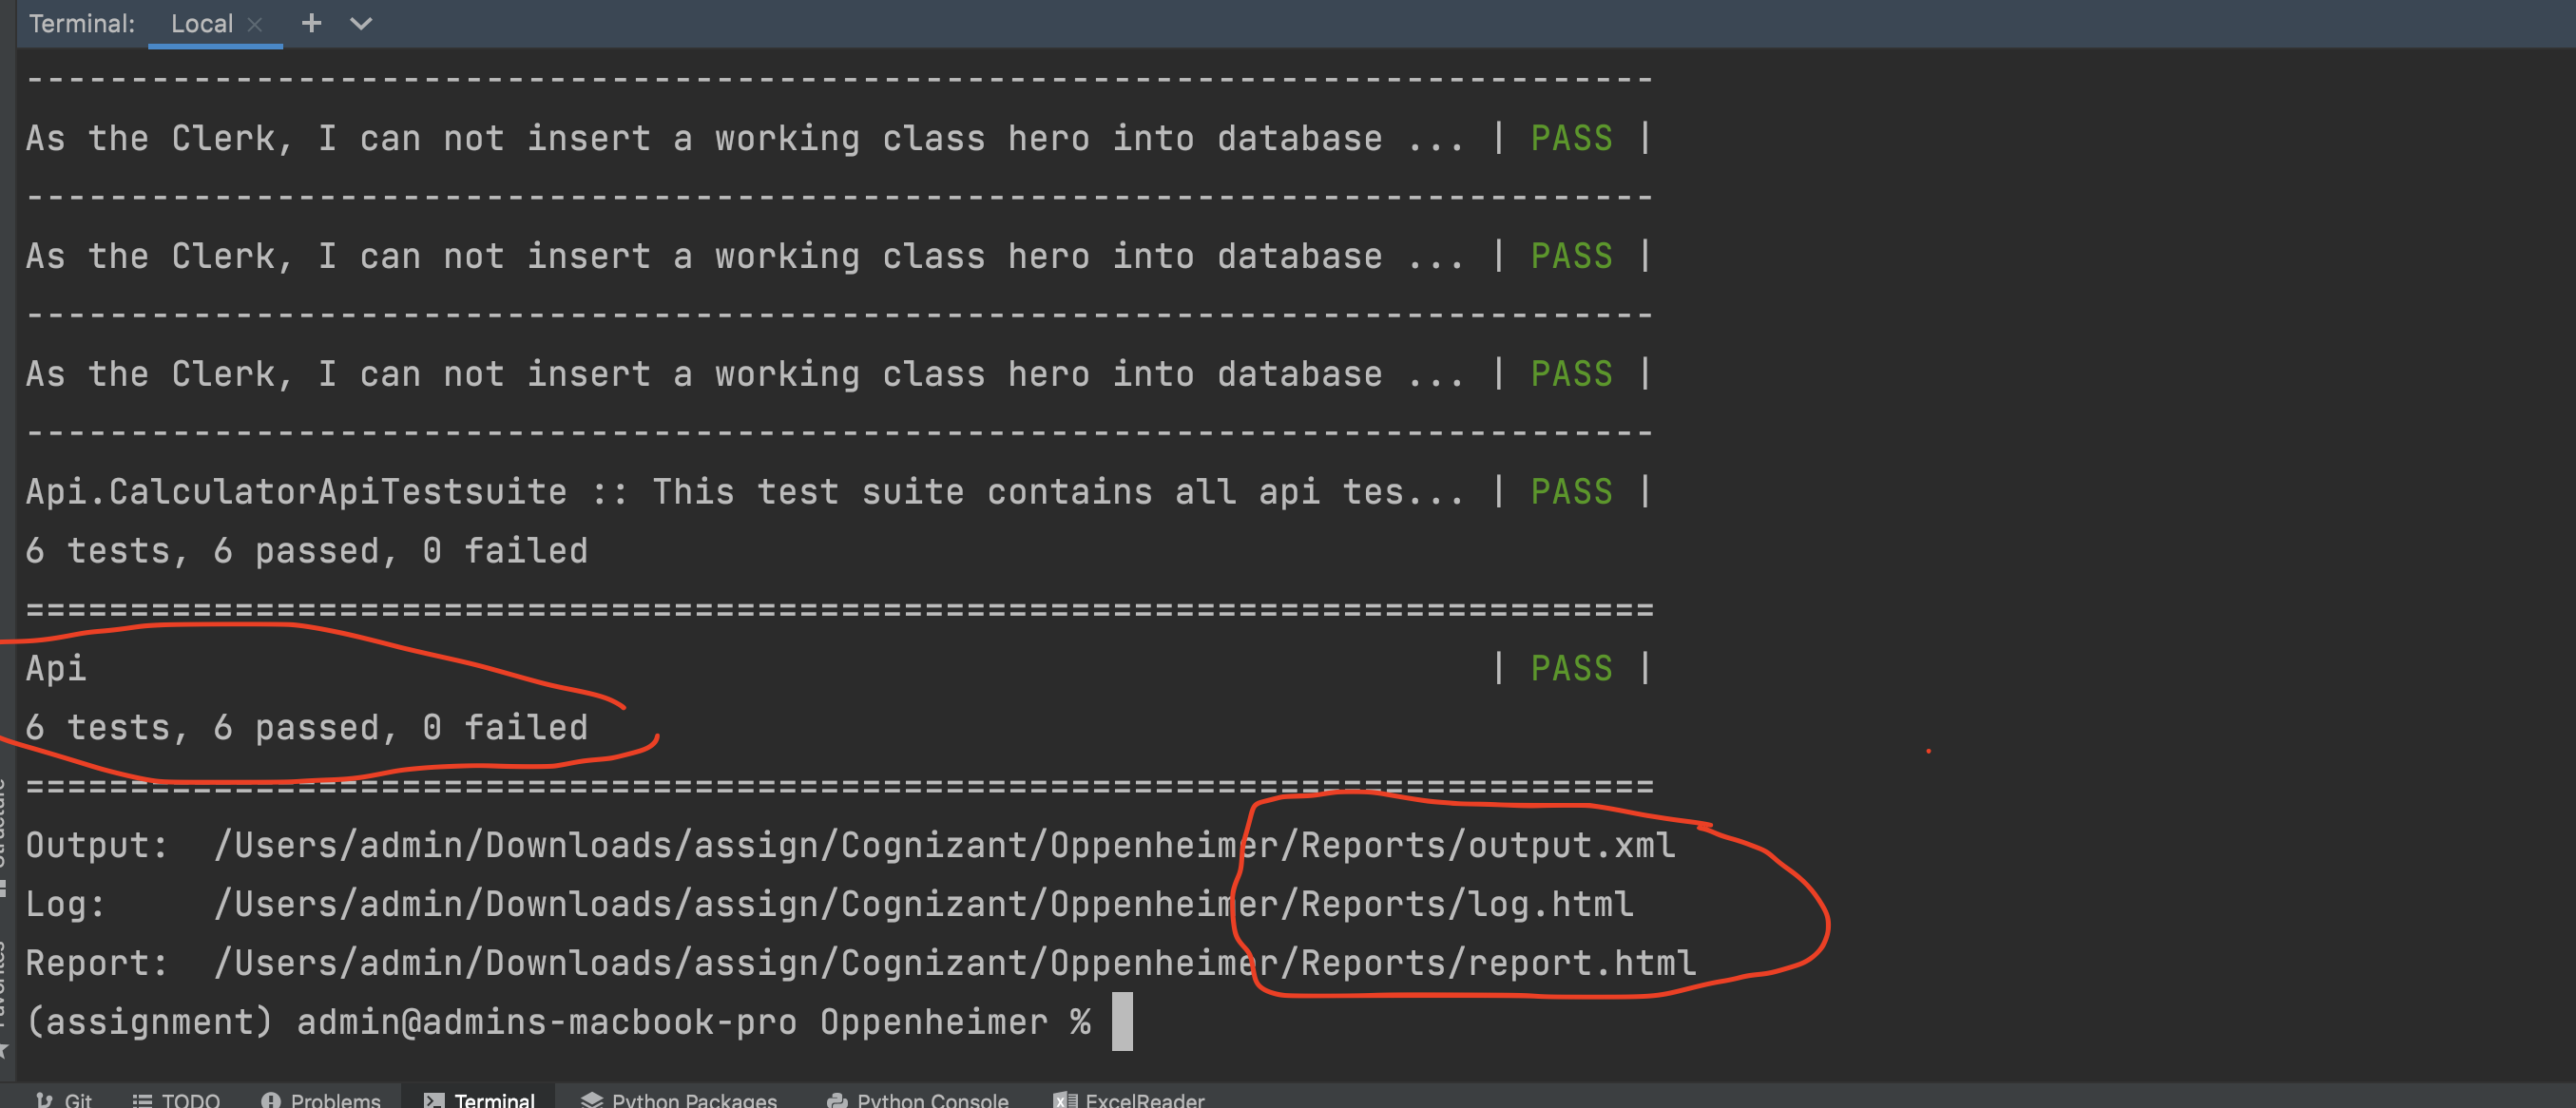 Terminal: Local × + 
--------------------------------------------------------------------------------
As the Clerk, I can not insert a working class hero into database ... | PASS |
--------------------------------------------------------------------------------
As the Clerk, I can not insert a working class hero into database ... | PASS |
--------------------------------------------------------------------------------
As the Clerk, I can not insert a working class hero into database ... | PASS |
--------------------------------------------------------------------------------
Api.CalculatorApiTestsuite :: This test suite contains all api tes... | PASS |
6 tests, 6 passed, 0 failed
==============================================================================
Api | PASS |
6 tests, 6 passed, 0 failed
==============================================================================
Output: /Users/admin/Downloads/assign/Cognizant/Oppenheimer/Reports/output.xml
Log: /Users/admin/Downloads/assign/Cognizant/Oppenheimer/Reports/log.html
Report: /Users/admin/Downloads/assign/Cognizant/Oppenheimer/Reports/report.html
(assignment) admin@admins-macbook-pro Oppenheimer %
Structure
Favorites
Git TODO Problems Terminal Python Packages Python Console ExcelReader